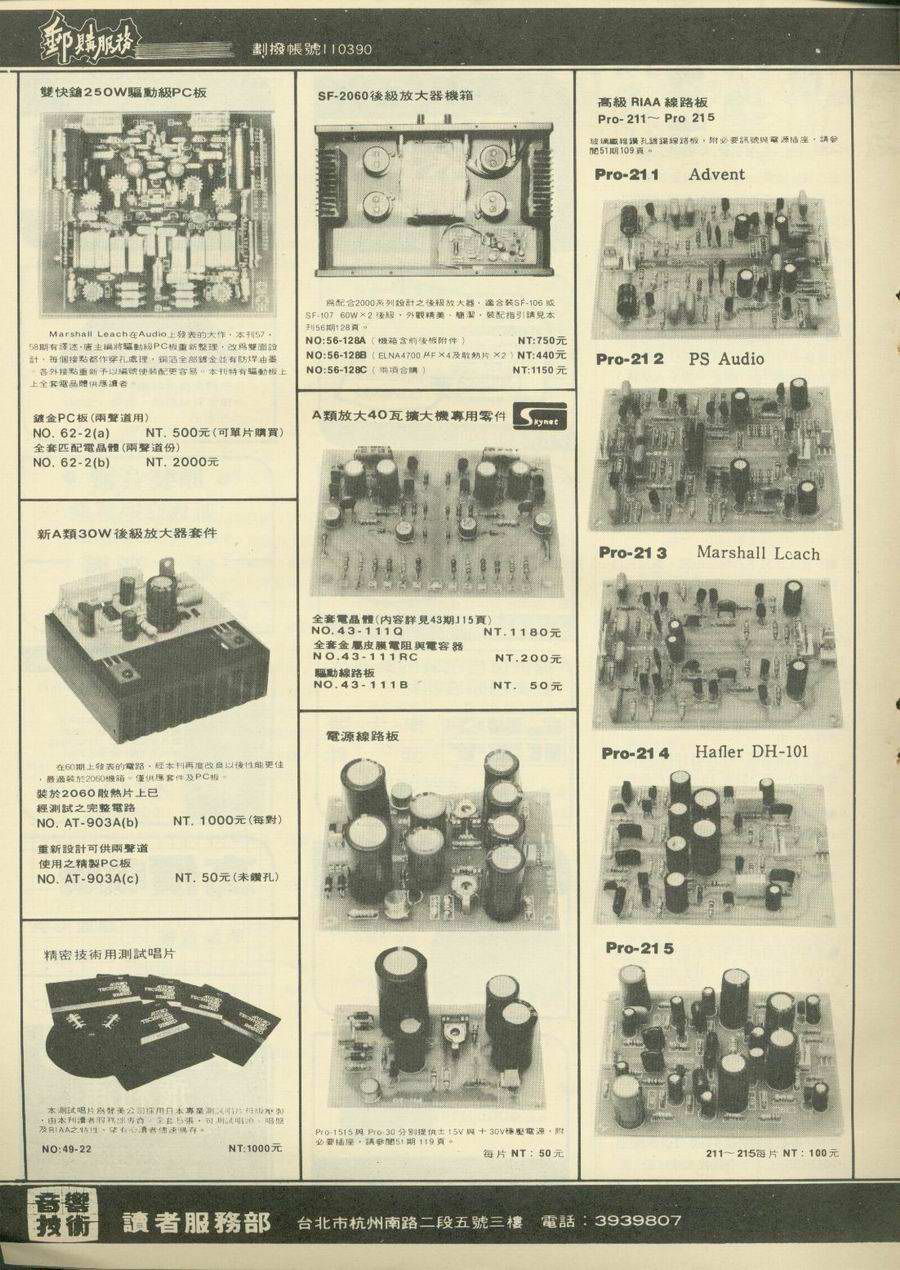 郵購服務
劃撥帳號110390
雙快鎗250W驅動級PC板
Marshall Leach在Audio上發表的大作，本刊57，
58期有譯述，唐主編將驅動級PC板重新整理，改爲雙面設
計，每個接點都作穿孔處理，銅箔全部鍍金並有防焊油墨
，各外接點重新予以編號使裝配更容易。本刊特有驅動板上
上全套電晶體供應讀者。
鍍金PC板(兩聲道用)
NO. 62-2(a) NT. 500元(可單片購買)
全套匹配電晶體(兩聲道份)
NO. 62-2(b) NT. 2000元
新A類30W後級放大器套件
在60期上發表的電路，經本刊再度改良以後性能更佳
，最適裝於2060機箱。僅供應套件及PC板。
裝於2060散熱片上已
經測試之完整電路
NO. AT-903A(b) NT. 1000元(每對)
重新設計可供兩聲道
使用之精製PC板
NO. AT-903A(c) NT. 50元(未鑽孔)
精密技術用測試唱片
AUDIO
TECHNICAL
SERIES
本測試唱片爲聲美公司採用日本專業測試唱片母版壓製
，由本刊讀者服務部專售，全套5張，可測試唱頭、唱盤
及RIAA之特性，望有心讀者儘速購存。
NO:49-22 NT:1000元
SF-2060後級放大器機箱
爲配合2000系列設計之後級放大器，適合裝SF-106或
SF-107 60W×2後級，外觀精美、簡潔，裝配指引請見本
刊56期128頁。
NO:56-128A（機箱含前後板附件） NT:750元
NO:56-128B（ELNA4700μF×4及散熱片×2）NT:440元
NO:56-128C（兩項合購） NT:1150元
A類放大40瓦擴大機專用零件 Skynet
全套電晶體(內容詳見43期115頁)
NO.43-111Q NT.1180元
全套金屬皮膜電阻與電容器
NO.43-111RC NT.200元
驅動線路板
NO.43-111B NT. 50元
電源線路板
Pro-1515與Pro-30分別提供±15V與＋30V穩壓電源，附
必要插座，請參閱51期119頁。
每片 NT：50元
高級 RIAA 線路板
Pro-211～Pro 215
玻璃纖維鑽孔鍍錫線路板，附必要訊號與電源插座，請參
閱51期109頁。
Pro-211 Advent
Pro-212 PS Audio
Pro-213 Marshall Leach
Pro-214 Hafler DH-101
Pro-215
211～215每片 NT：100元
音響
技術
讀者服務部 台北市杭州南路二段五號三樓 電話：3939807